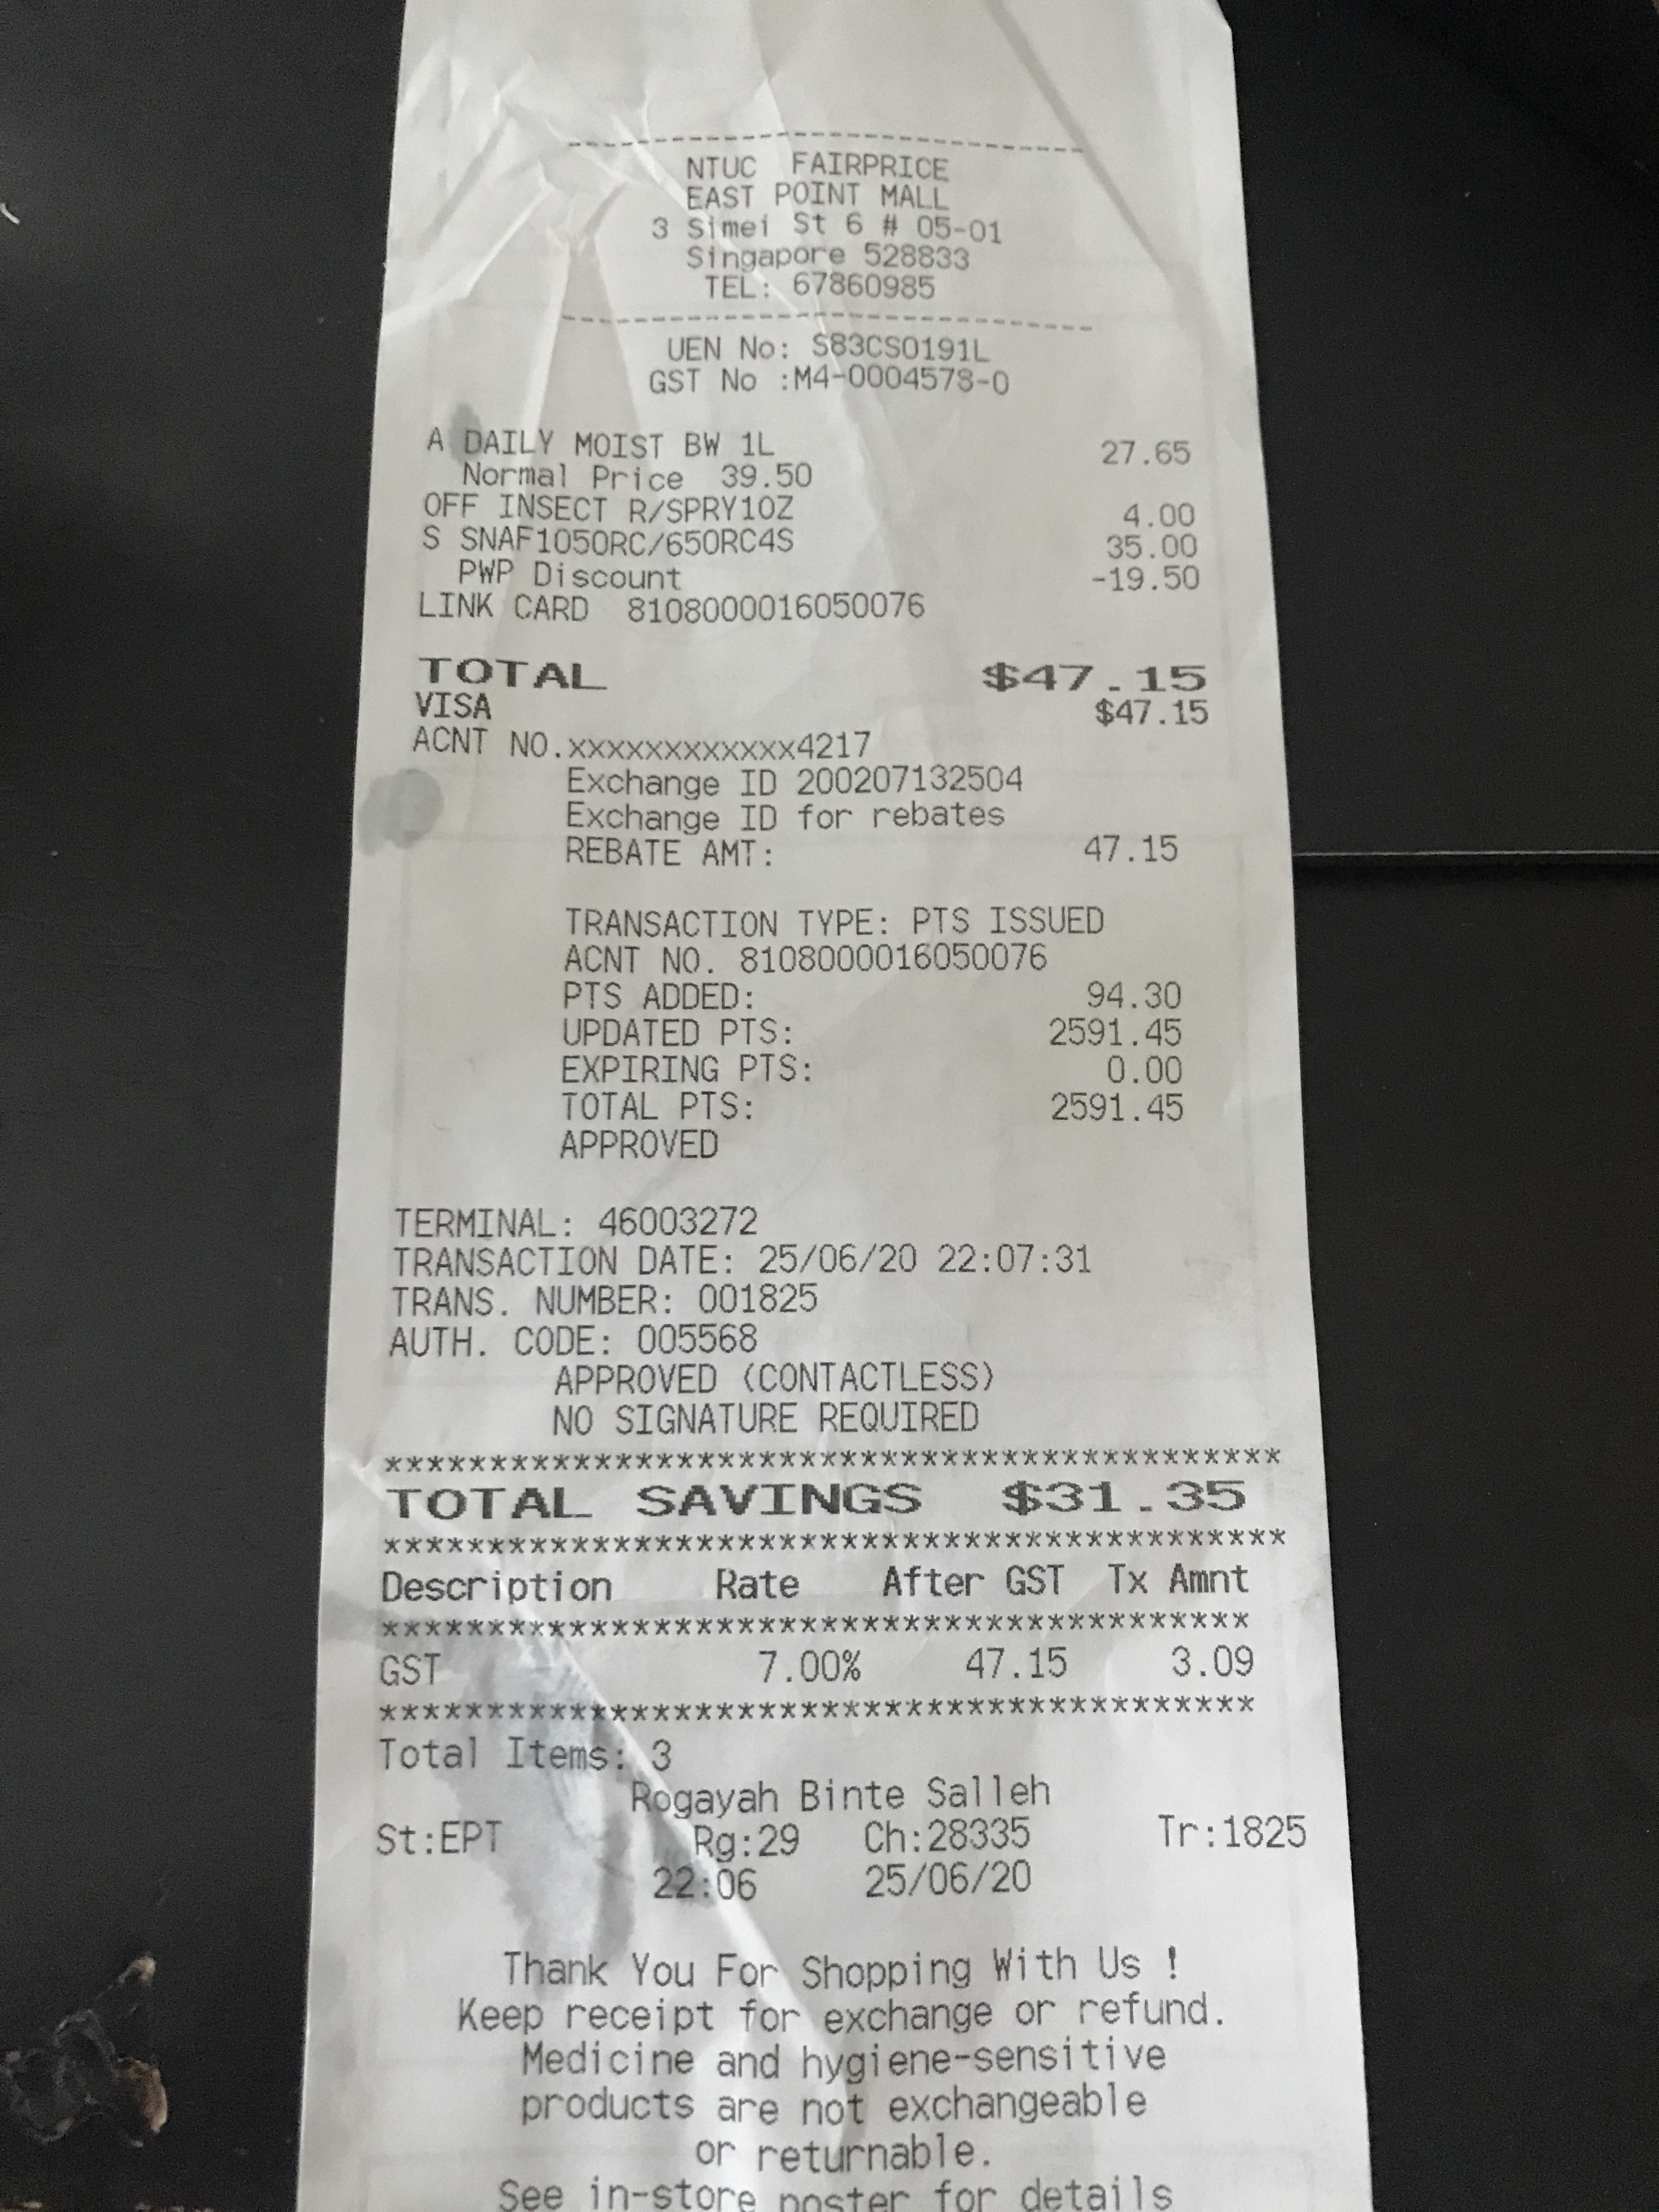 --------------------------------
NTUC FAIRPRICE
EAST POINT MALL
3 Simei St 6 # 05-01
Singapore 528833
TEL: 67860985
--------------------------------
UEN No: S83CS0191L
GST No :M4-0004578-0
A DAILY MOIST BW 1L 27.65
Normal Price 39.50
OFF INSECT R/SPRY1OZ 4.00
S SNAF1050RC/650RC4S 35.00
PWP Discount -19.50
LINK CARD 8108000016050076
TOTAL $47.15
VISA $47.15
ACNT NO.xxxxxxxxxxxx4217
Exchange ID 200207132504
Exchange ID for rebates
REBATE AMT: 47.15
TRANSACTION TYPE: PTS ISSUED
ACNT NO. 8108000016050076
PTS ADDED: 94.30
UPDATED PTS: 2591.45
EXPIRING PTS: 0.00
TOTAL PTS: 2591.45
APPROVED
TERMINAL: 46003272
TRANSACTION DATE: 25/06/20 22:07:31
TRANS. NUMBER: 001825
AUTH. CODE: 005568
APPROVED (CONTACTLESS)
NO SIGNATURE REQUIRED
*******************************************
TOTAL SAVINGS $31.35
*******************************************
Description Rate After GST Tx Amnt
*****************************************
GST 7.00% 47.15 3.09
*****************************************
Total Items: 3
Rogayah Binte Salleh
St:EPT Rg:29 Ch:28335 Tr:1825
22:06 25/06/20
Thank You For Shopping With Us !
Keep receipt for exchange or refund.
Medicine and hygiene-sensitive
products are not exchangeable
or returnable.
See in-store poster for details